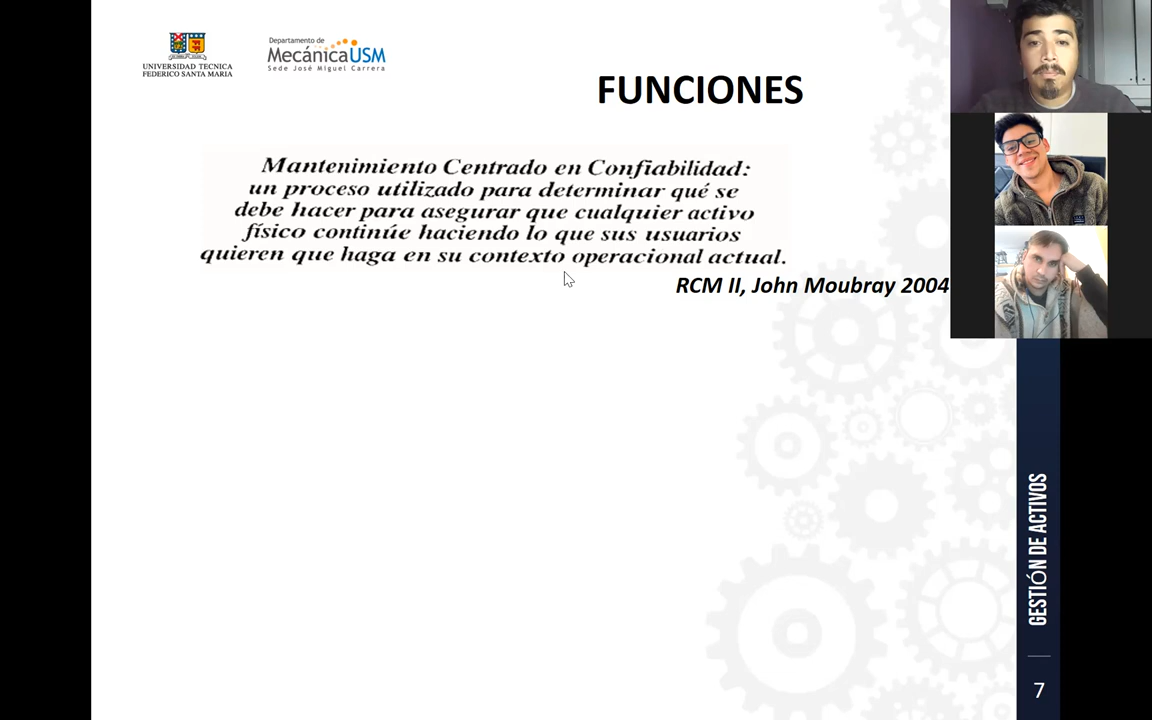 UNIVERSIDAD TECNICA
FEDERICO SANTA MARIA
Departamento de
MecánicaUSM
Sede José Miguel Carrera
FUNCIONES
Mantenimiento Centrado en Confiabilidad:
un proceso utilizado para determinar qué se
debe hacer para asegurar que cualquier activo
físico continúe haciendo lo que sus usuarios
quieren que haga en su contexto operacional actual.
RCM II, John Moubray 2004
GESTIÓN DE ACTIVOS
7